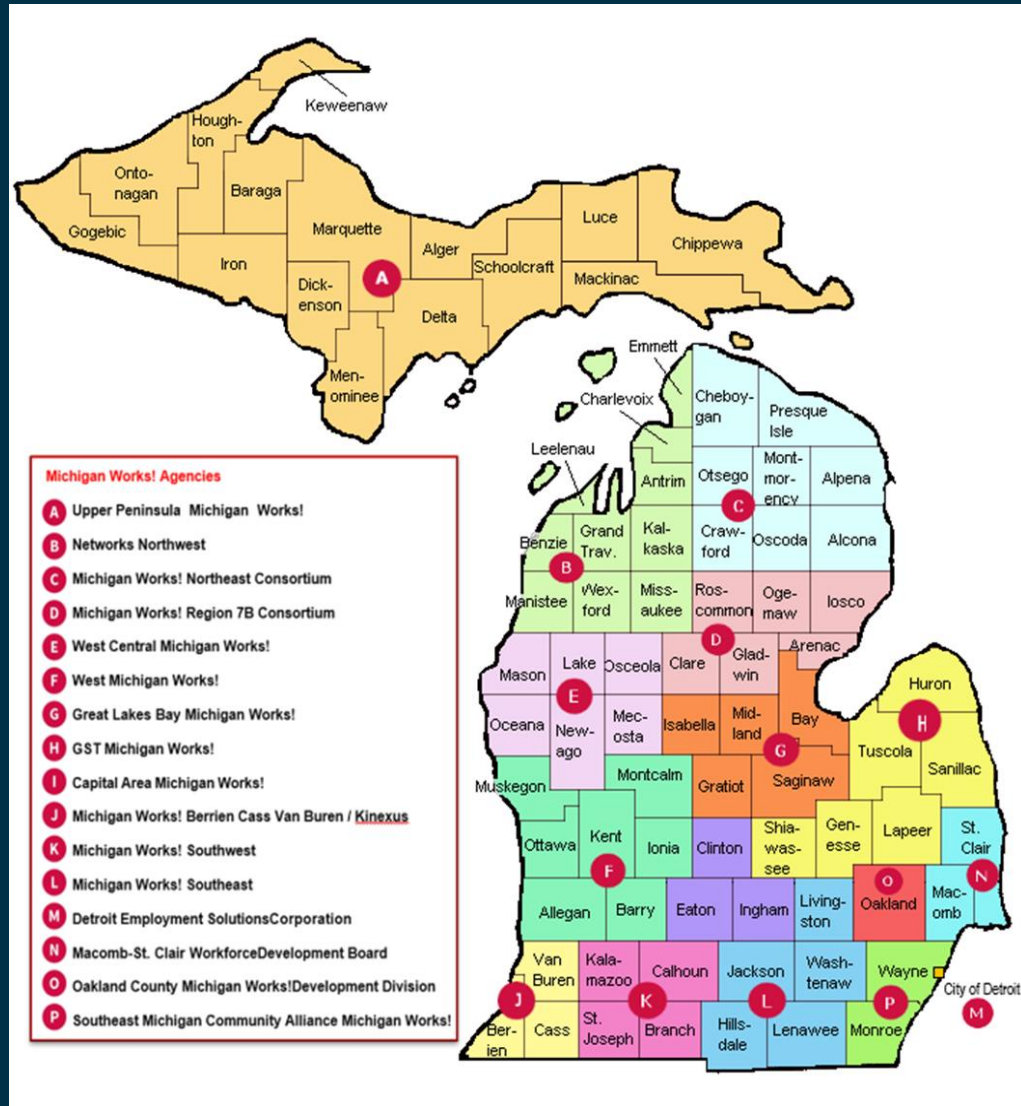 Keweenaw
Hough-
ton
Onto-
nagan
Baraga
Gogebic
Marquette
Luce
Alger
Chippewa
Iron
Schoolcraft
Dick-
enson
A
Mackinac
Delta
Men-
ominee
Emmett
Charlevoix
Cheboy-
gan
Presque
Isle
Leelenau
Antrim
Otsego
Mont-
mor-
ency
Alpena
C
Benzie
Grand
Trav.
Kal-
kaska
Craw-
ford
Oscoda
Alcona
B
Manistee
Wex-
ford
Miss-
aukee
Ros-
common
Oge-
maw
Iosco
D
Arenac
Mason
Lake
Osceola
Clare
Glad-
win
E
Huron
Oceana
New-
ago
Mec-
osta
Isabella
Mid-
land
Bay
H
G
Tuscola
Sanillac
Muskegon
Montcalm
Gratiot
Saginaw
Ottawa
Kent
Ionia
Clinton
Shia-
was-
see
Gen-
esse
Lapeer
St.
Clair
F
O
N
Oakland
Mac-
omb
Allegan
Barry
Eaton
Ingham
Living-
ston
Van
Buren
Kala-
mazoo
Calhoun
Jackson
Wash-
tenaw
Wayne
City of Detroit
M
J
K
L
P
Ber-
ien
Cass
St.
Joseph
Branch
Hills-
dale
Lenawee
Monroe
Michigan Works! Agencies
A Upper Peninsula Michigan Works!
B Networks Northwest
C Michigan Works! Northeast Consortium
D Michigan Works! Region 7B Consortium
E West Central Michigan Works!
F West Michigan Works!
G Great Lakes Bay Michigan Works!
H GST Michigan Works!
I Capital Area Michigan Works!
J Michigan Works! Berrien Cass Van Buren / Kinexus
K Michigan Works! Southwest
L Michigan Works! Southeast
M Detroit Employment SolutionsCorporation
N Macomb-St. Clair WorkforceDevelopment Board
O Oakland County Michigan Works!Development Division
P Southeast Michigan Community Alliance Michigan Works!